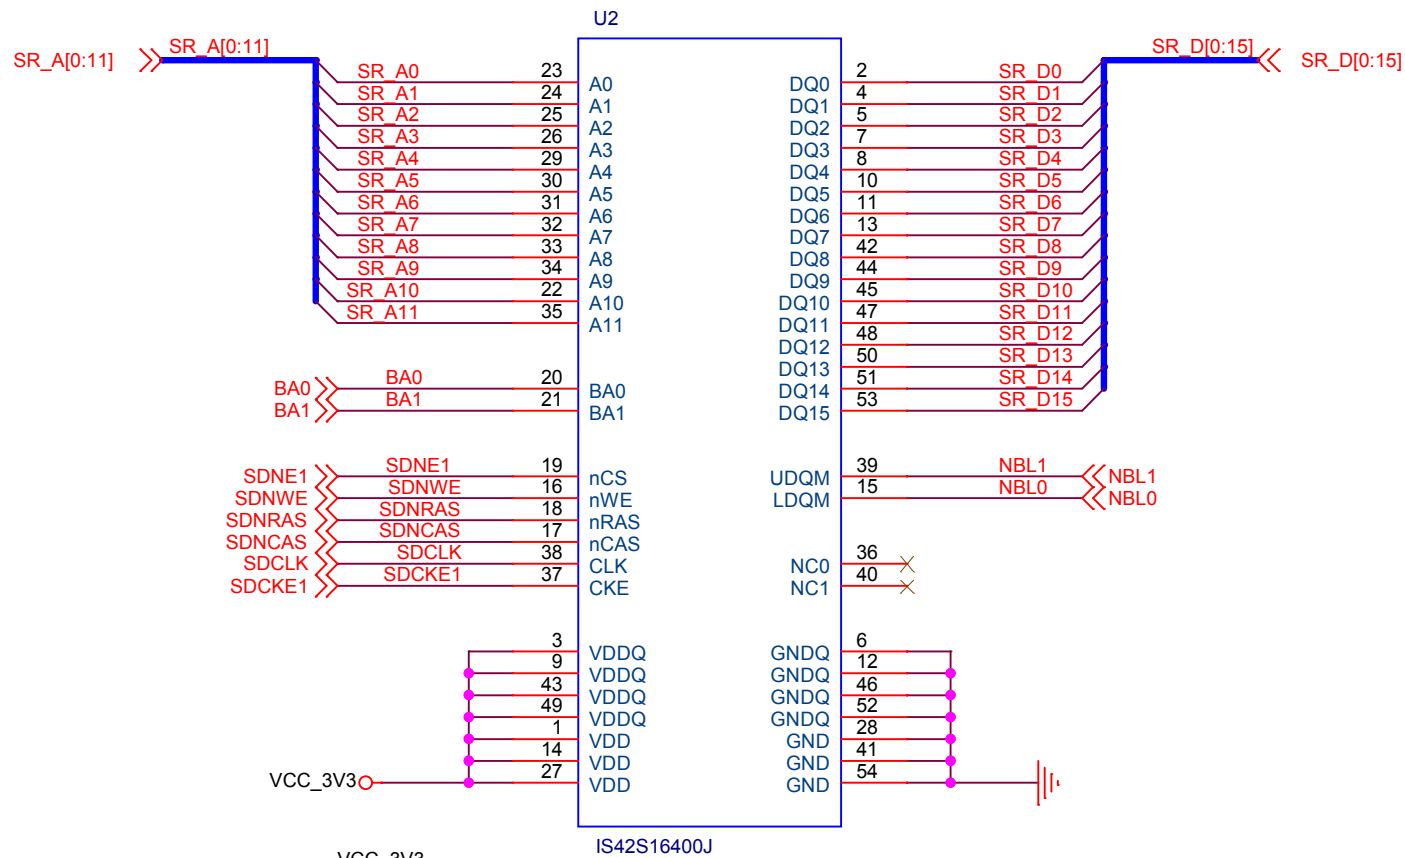 U2
SR_A[0:11] SR_A[0:11] SR_D[0:15] SR_D[0:15]
SR_A0 23 A0 DQ0 2 SR_D0
SR_A1 24 A1 DQ1 4 SR_D1
SR_A2 25 A2 DQ2 5 SR_D2
SR_A3 26 A3 DQ3 7 SR_D3
SR_A4 29 A4 DQ4 8 SR_D4
SR_A5 30 A5 DQ5 10 SR_D5
SR_A6 31 A6 DQ6 11 SR_D6
SR_A7 32 A7 DQ7 13 SR_D7
SR_A8 33 A8 DQ8 42 SR_D8
SR_A9 34 A9 DQ9 44 SR_D9
SR_A10 22 A10 DQ10 45 SR_D10
SR_A11 35 A11 DQ11 47 SR_D11
DQ12 48 SR_D12
DQ13 50 SR_D13
BA0 BA0 20 BA0 DQ14 51 SR_D14
BA1 BA1 21 BA1 DQ15 53 SR_D15
SDNE1 SDNE1 19 nCS UDQM 39 NBL1 NBL1
SDNWE SDNWE 16 nWE LDQM 15 NBL0 NBL0
SDNRAS SDNRAS 18 nRAS
SDNCAS SDNCAS 17 nCAS
SDCLK SDCLK 38 CLK NC0 36
SDCKE1 SDCKE1 37 CKE NC1 40
3 VDDQ GNDQ 6
9 VDDQ GNDQ 12
43 VDDQ GNDQ 46
49 VDDQ GNDQ 52
1 VDD GND 28
14 VDD GND 41
VCC_3V3 27 VDD GND 54
IS42S16400J
VCC_3V3